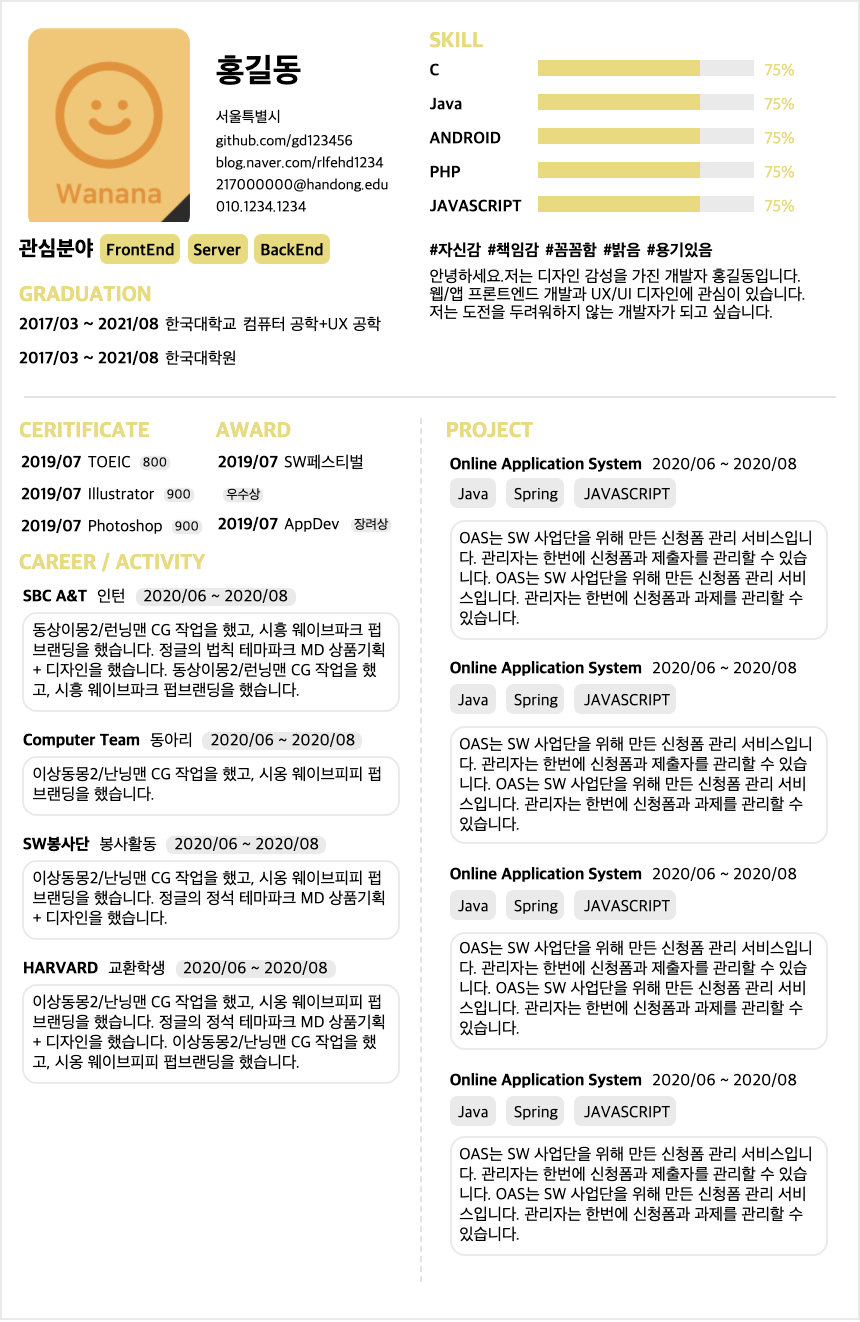 Wanana
홍길동
서울특별시
github.com/gd123456
blog.naver.com/rlfehd1234
217000000@handong.edu
010.1234.1234
관심분야 FrontEnd Server BackEnd
GRADUATION
2017/03 ~ 2021/08 한국대학교 컴퓨터 공학+UX 공학
2017/03 ~ 2021/08 한국대학원
SKILL
C 75%
Java 75%
ANDROID 75%
PHP 75%
JAVASCRIPT 75%
#자신감 #책임감 #꼼꼼함 #밝음 #용기있음
안녕하세요.저는 디자인 감성을 가진 개발자 홍길동입니다.
웹/앱 프론트엔드 개발과 UX/UI 디자인에 관심이 있습니다.
저는 도전을 두려워하지 않는 개발자가 되고 싶습니다.
CERITIFICATE
2019/07 TOEIC 800
2019/07 Illustrator 900
2019/07 Photoshop 900
AWARD
2019/07 SW페스티벌
우수상
2019/07 AppDev 장려상
CAREER / ACTIVITY
SBC A&T 인턴 2020/06 ~ 2020/08
동상이몽2/런닝맨 CG 작업을 했고, 시흥 웨이브파크 펍
브랜딩을 했습니다. 정글의 법칙 테마파크 MD 상품기획
+ 디자인을 했습니다. 동상이몽2/런닝맨 CG 작업을 했
고, 시흥 웨이브파크 펍브랜딩을 했습니다.
Computer Team 동아리 2020/06 ~ 2020/08
이상동몽2/난닝맨 CG 작업을 했고, 시옹 웨이브피피 펍
브랜딩을 했습니다.
SW봉사단 봉사활동 2020/06 ~ 2020/08
이상동몽2/난닝맨 CG 작업을 했고, 시옹 웨이브피피 펍
브랜딩을 했습니다. 정글의 정석 테마파크 MD 상품기획
+ 디자인을 했습니다.
HARVARD 교환학생 2020/06 ~ 2020/08
이상동몽2/난닝맨 CG 작업을 했고, 시옹 웨이브피피 펍
브랜딩을 했습니다. 정글의 정석 테마파크 MD 상품기획
+ 디자인을 했습니다. 이상동몽2/난닝맨 CG 작업을 했
고, 시옹 웨이브피피 펍브랜딩을 했습니다.
PROJECT
Online Application System 2020/06 ~ 2020/08
Java Spring JAVASCRIPT
OAS는 SW 사업단을 위해 만든 신청폼 관리 서비스입니
다. 관리자는 한번에 신청폼과 제출자를 관리할 수 있습
니다. OAS는 SW 사업단을 위해 만든 신청폼 관리 서비
스입니다. 관리자는 한번에 신청폼과 과제를 관리할 수
있습니다.
Online Application System 2020/06 ~ 2020/08
Java Spring JAVASCRIPT
OAS는 SW 사업단을 위해 만든 신청폼 관리 서비스입니
다. 관리자는 한번에 신청폼과 제출자를 관리할 수 있습
니다. OAS는 SW 사업단을 위해 만든 신청폼 관리 서비
스입니다. 관리자는 한번에 신청폼과 과제를 관리할 수
있습니다.
Online Application System 2020/06 ~ 2020/08
Java Spring JAVASCRIPT
OAS는 SW 사업단을 위해 만든 신청폼 관리 서비스입니
다. 관리자는 한번에 신청폼과 제출자를 관리할 수 있습
니다. OAS는 SW 사업단을 위해 만든 신청폼 관리 서비
스입니다. 관리자는 한번에 신청폼과 과제를 관리할 수
있습니다.
Online Application System 2020/06 ~ 2020/08
Java Spring JAVASCRIPT
OAS는 SW 사업단을 위해 만든 신청폼 관리 서비스입니
다. 관리자는 한번에 신청폼과 제출자를 관리할 수 있습
니다. OAS는 SW 사업단을 위해 만든 신청폼 관리 서비
스입니다. 관리자는 한번에 신청폼과 과제를 관리할 수
있습니다.